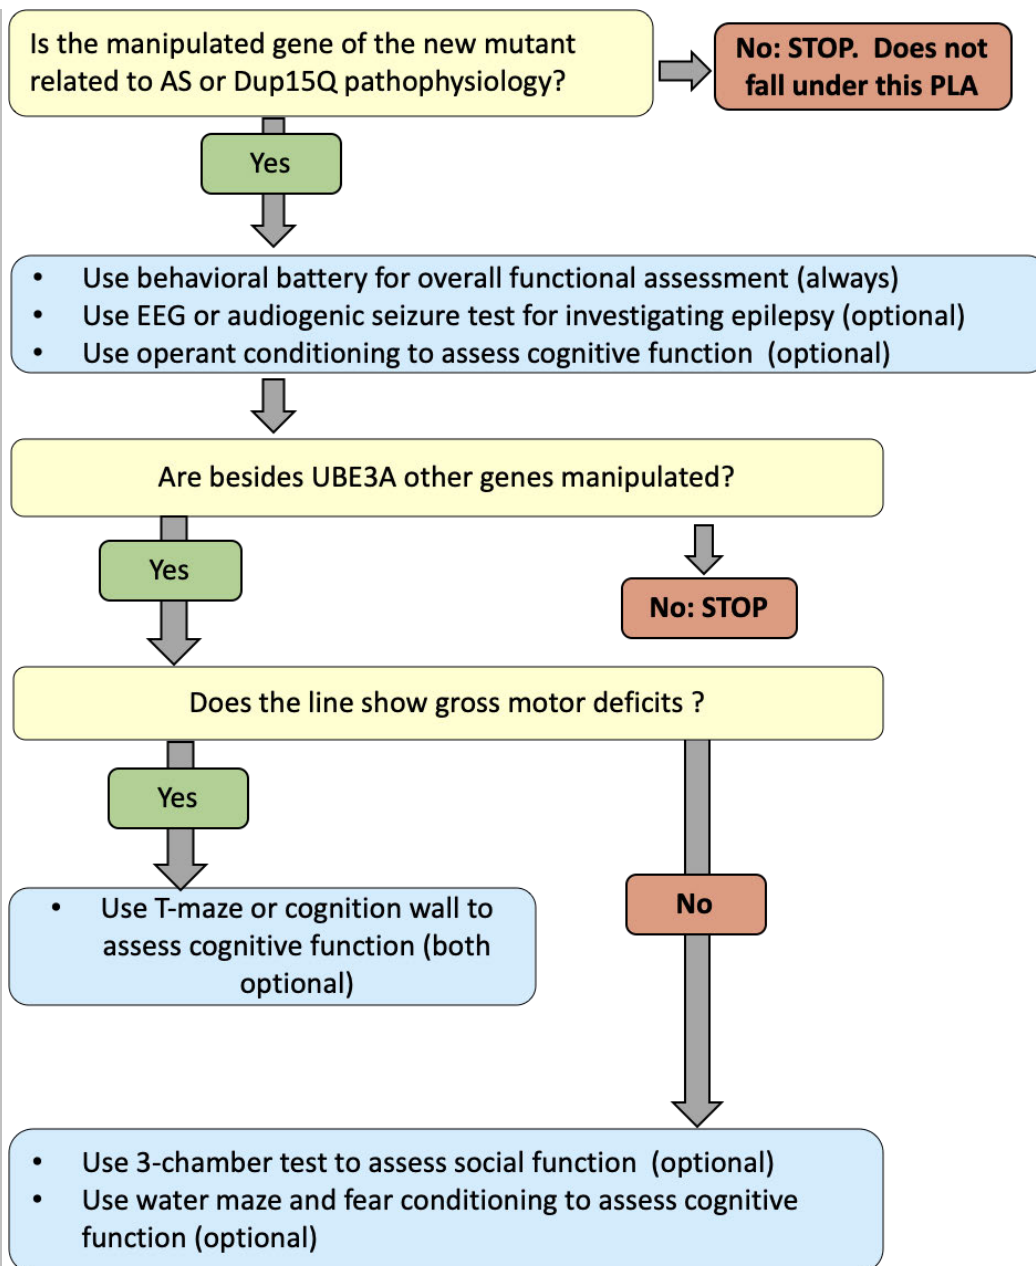 Is the manipulated gene of the new mutant
related to AS or Dup15Q pathophysiology?
No: STOP.  Does not
fall under this PLA
Yes
• Use behavioral battery for overall functional assessment (always)
• Use EEG or audiogenic seizure test for investigating epilepsy (optional)
• Use operant conditioning to assess cognitive function  (optional)
Are besides UBE3A other genes manipulated?
Yes
No: STOP
Does the line show gross motor deficits ?
Yes
No
• Use T-maze or cognition wall to
assess cognitive function (both
optional)
• Use 3-chamber test to assess social function  (optional)
• Use water maze and fear conditioning to assess cognitive
function (optional)